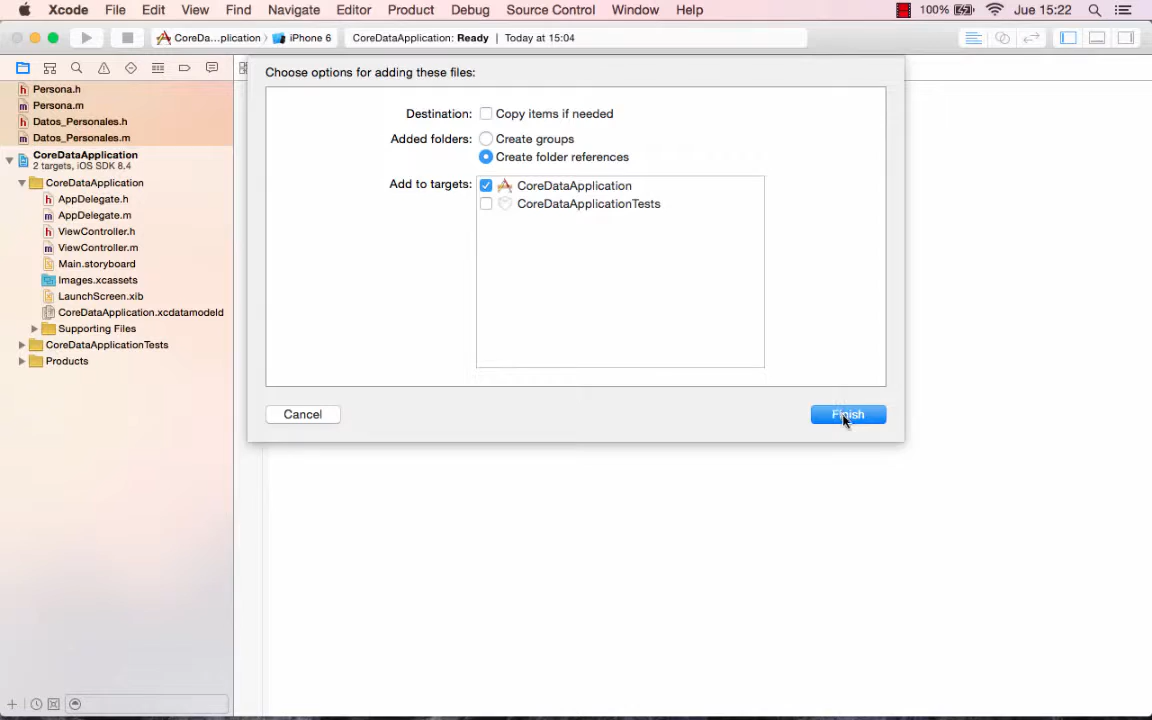 Xcode File Edit View Find Navigate Editor Product Debug Source Control Window Help 100% Jue 15:22
CoreDa...plication iPhone 6 CoreDataApplication: Ready | Today at 15:04
Choose options for adding these files:
Persona.h
Persona.m
Datos_Personales.h
Datos_Personales.m
CoreDataApplication
2 targets, iOS SDK 8.4
CoreDataApplication
AppDelegate.h
AppDelegate.m
ViewController.h
ViewController.m
Main.storyboard
Images.xcassets
LaunchScreen.xib
CoreDataApplication.xcdatamodeld
Supporting Files
CoreDataApplicationTests
Products
Destination: Copy items if needed
Added folders: Create groups
Create folder references
Add to targets: CoreDataApplication
CoreDataApplicationTests
Cancel Finish